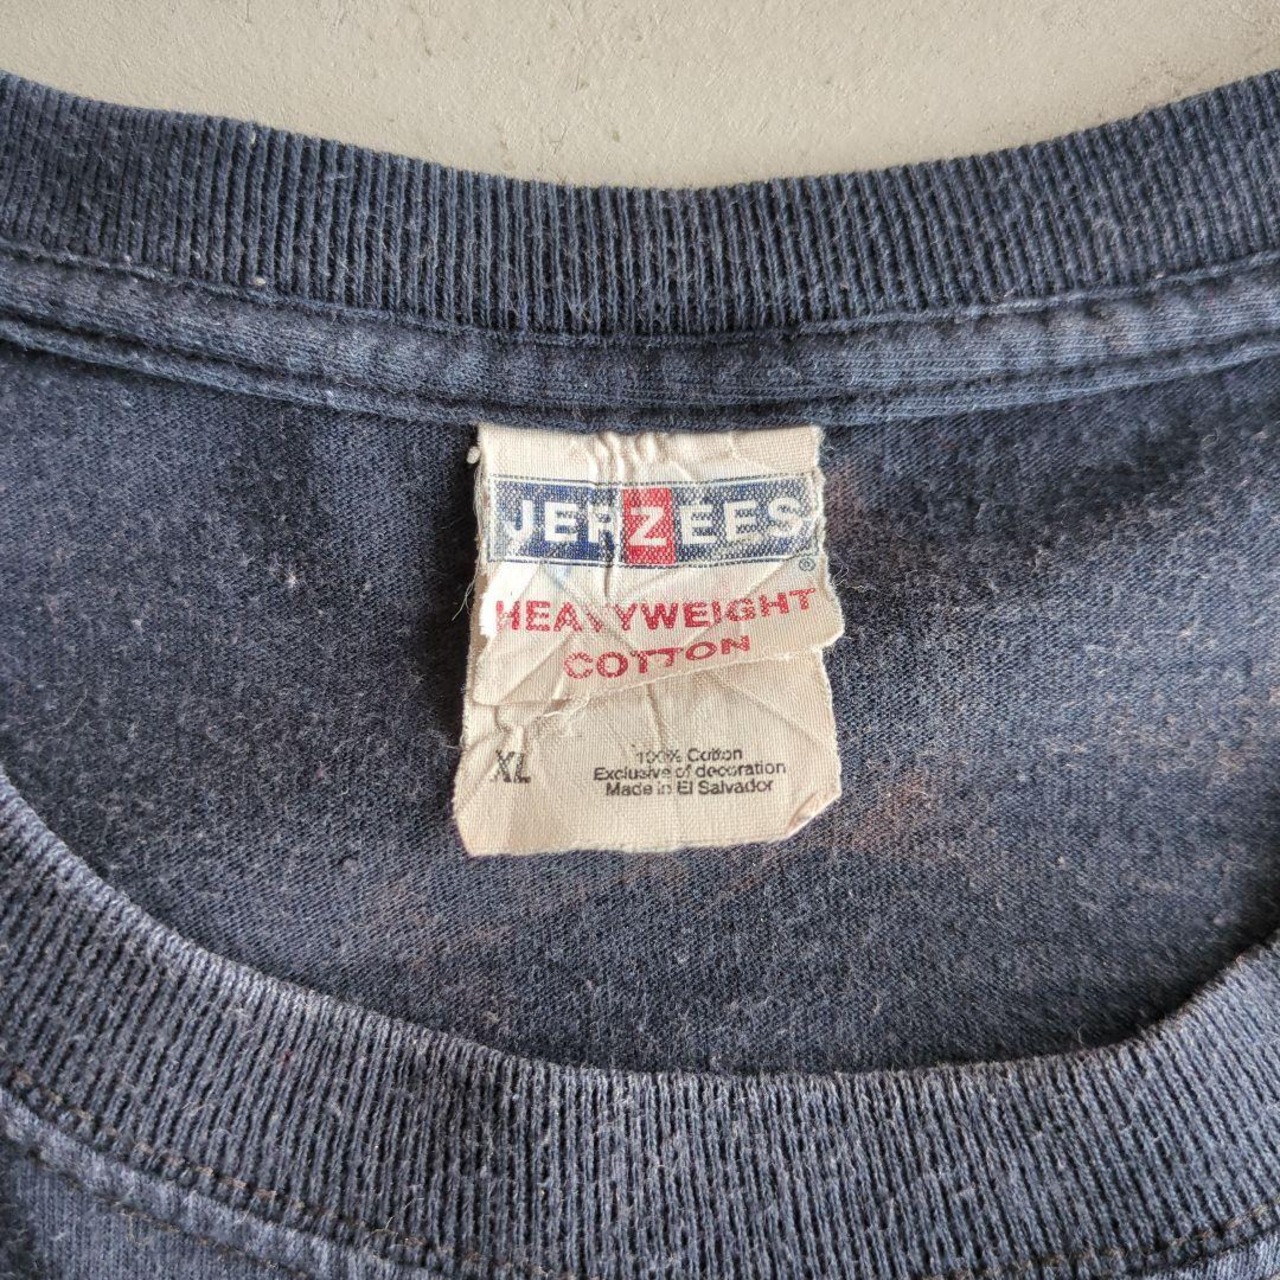 JERZEES®
HEAVYWEIGHT
COTTON
XL
100% Cotton
Exclusive of decoration
Made in El Salvador